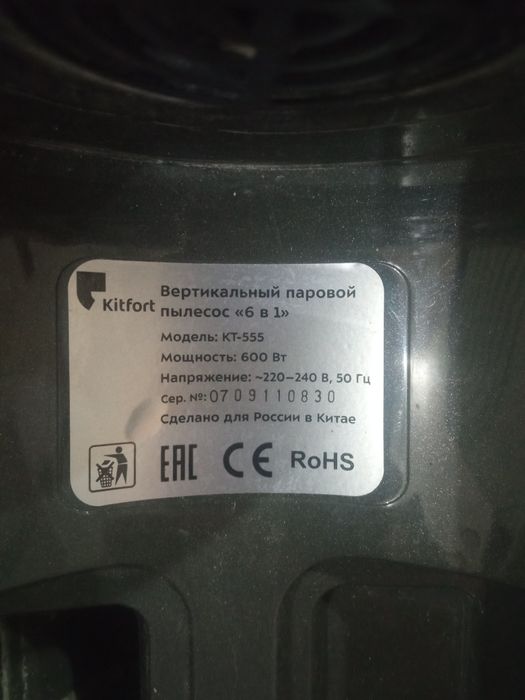 Kitfort
Вертикальный паровой
пылесос «6 в 1»
Модель: КТ-555
Мощность: 600 Вт
Напряжение: ~220–240 В, 50 Гц
Сер. №: 0709110830
Сделано для России в Китае
EAC CE RoHS